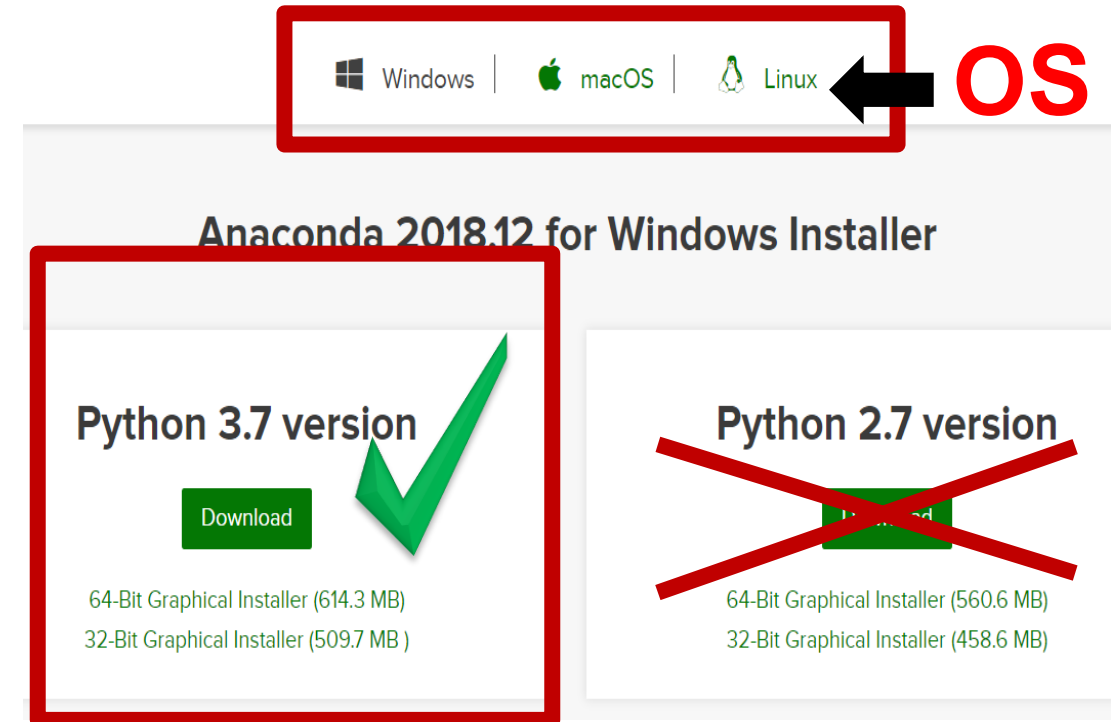 Windows | macOS | Linux
OS
Anaconda 2018.12 for Windows Installer
Python 3.7 version
Download
64-Bit Graphical Installer (614.3 MB)
32-Bit Graphical Installer (509.7 MB )
Python 2.7 version
Download
64-Bit Graphical Installer (560.6 MB)
32-Bit Graphical Installer (458.6 MB)